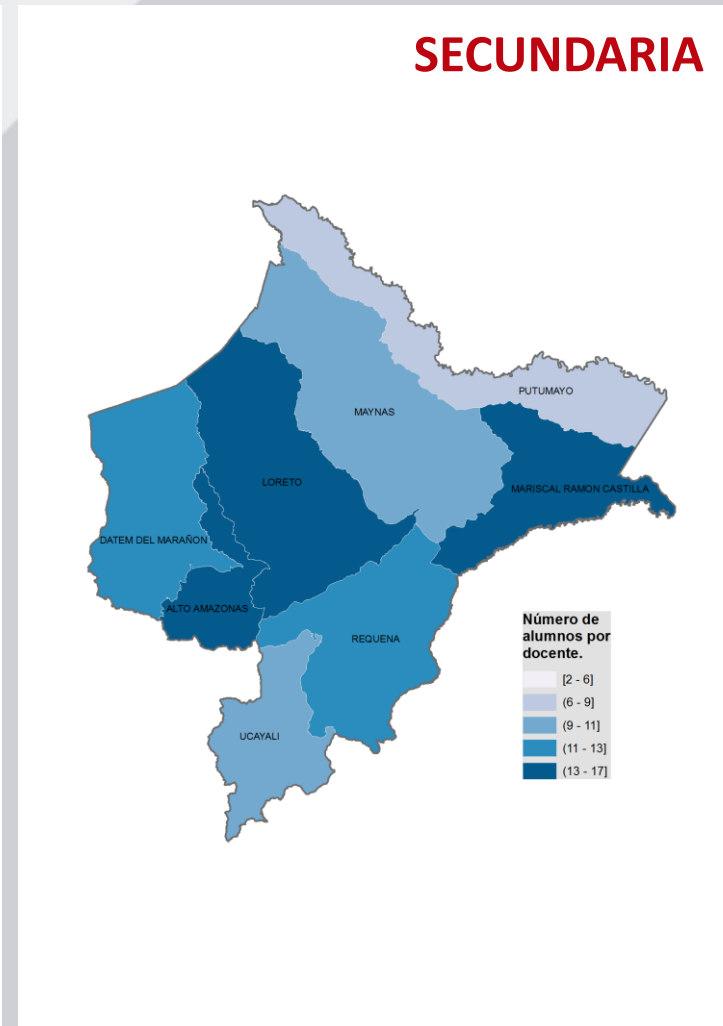 SECUNDARIA
PUTUMAYO
MAYNAS
LORETO
MARISCAL RAMON CASTILLA
DATEM DEL MARAÑON
ALTO AMAZONAS
REQUENA
UCAYALI
Número de
alumnos por
docente.
[2 - 6]
(6 - 9]
(9 - 11]
(11 - 13]
(13 - 17]